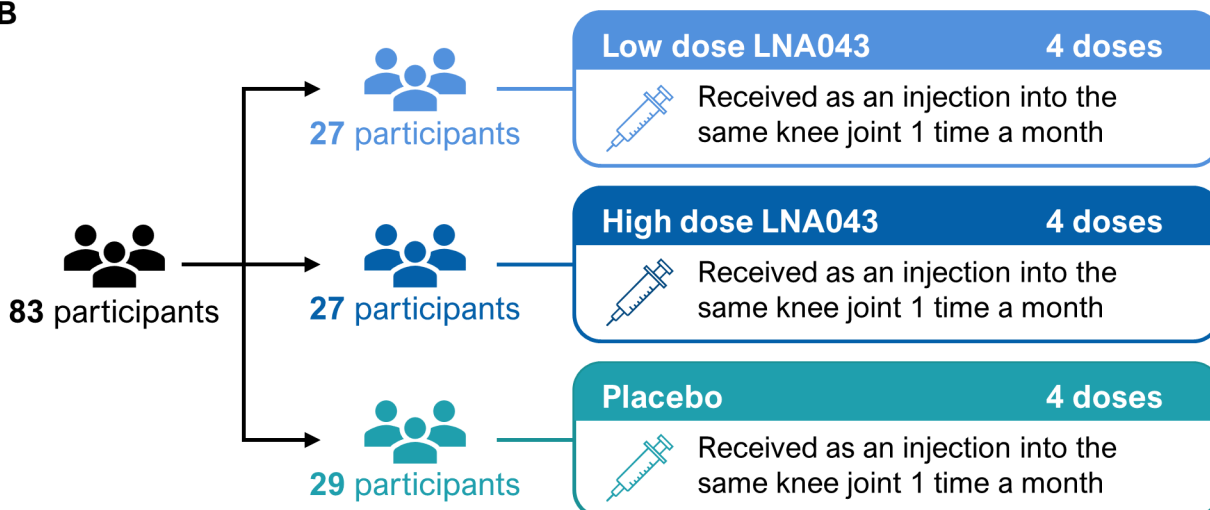 B
Low dose LNA043 4 doses
Received as an injection into the
same knee joint 1 time a month
27 participants
High dose LNA043 4 doses
Received as an injection into the
same knee joint 1 time a month
83 participants
27 participants
Placebo 4 doses
Received as an injection into the
same knee joint 1 time a month
29 participants